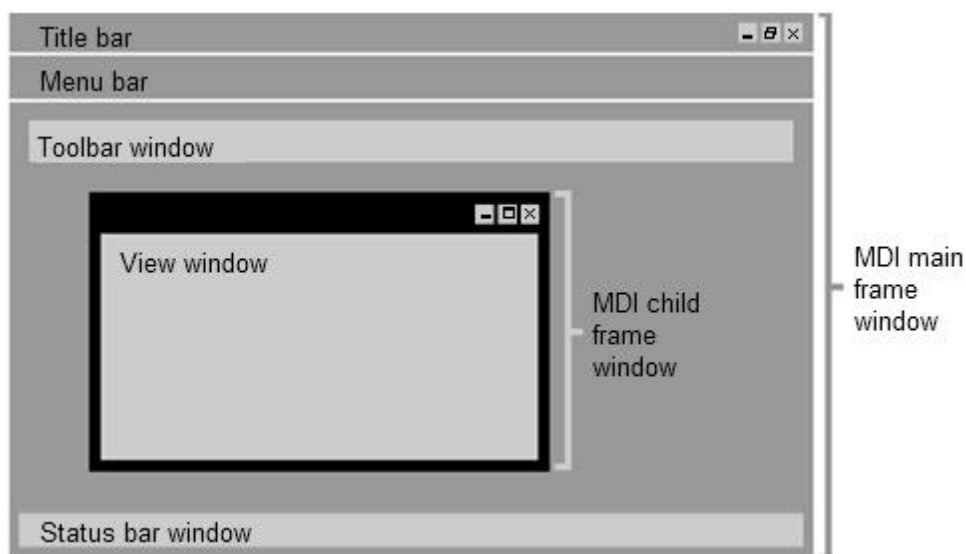 Title bar
Menu bar
Toolbar window
View window
MDI child
frame
window
MDI main
frame
window
Status bar window